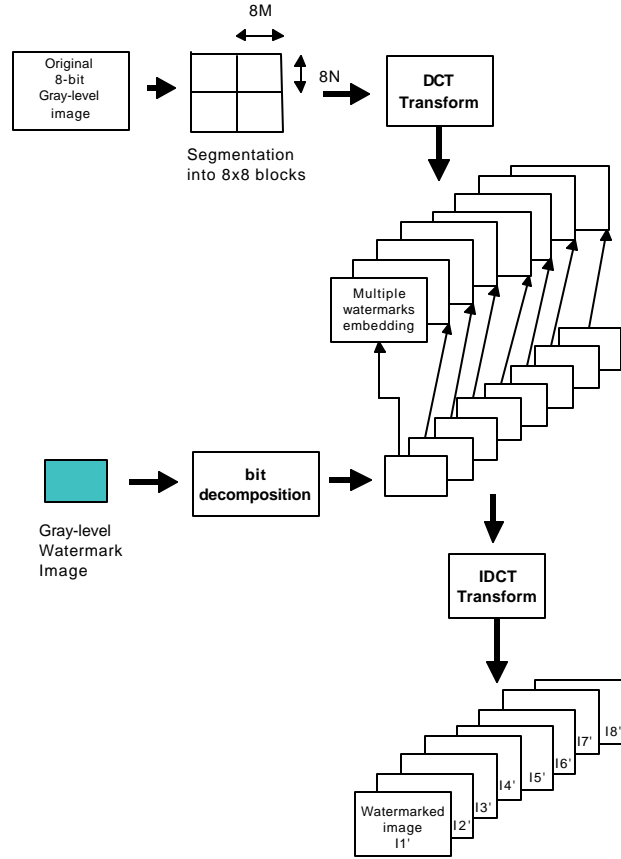 8M
Original
8-bit
Gray-level
image
8N
DCT
Transform
Segmentation
into 8x8 blocks
Multiple
watermarks
embedding
bit
decomposition
Gray-level
Watermark
Image
IDCT
Transform
I8'
I7'
I6'
I5'
I4'
I3'
I2'
Watermarked
image
I1'